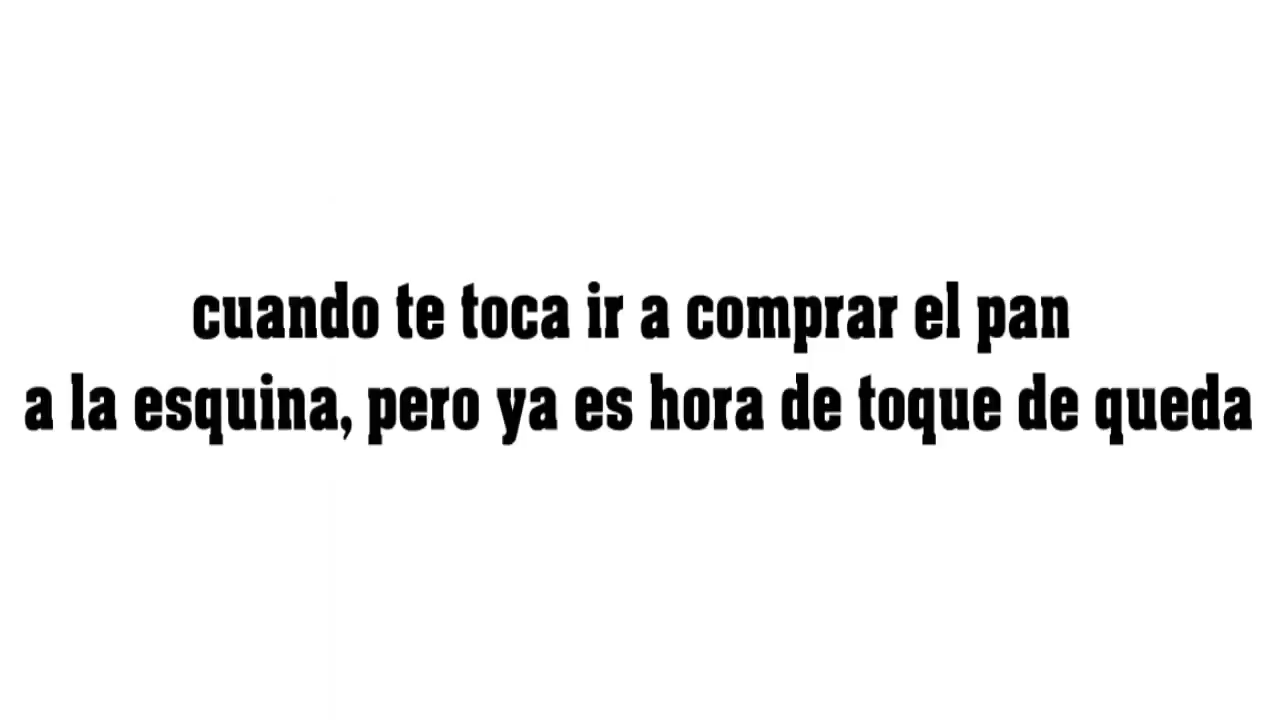 cuando te toca ir a comprar el pan
a la esquina, pero ya es hora de toque de queda